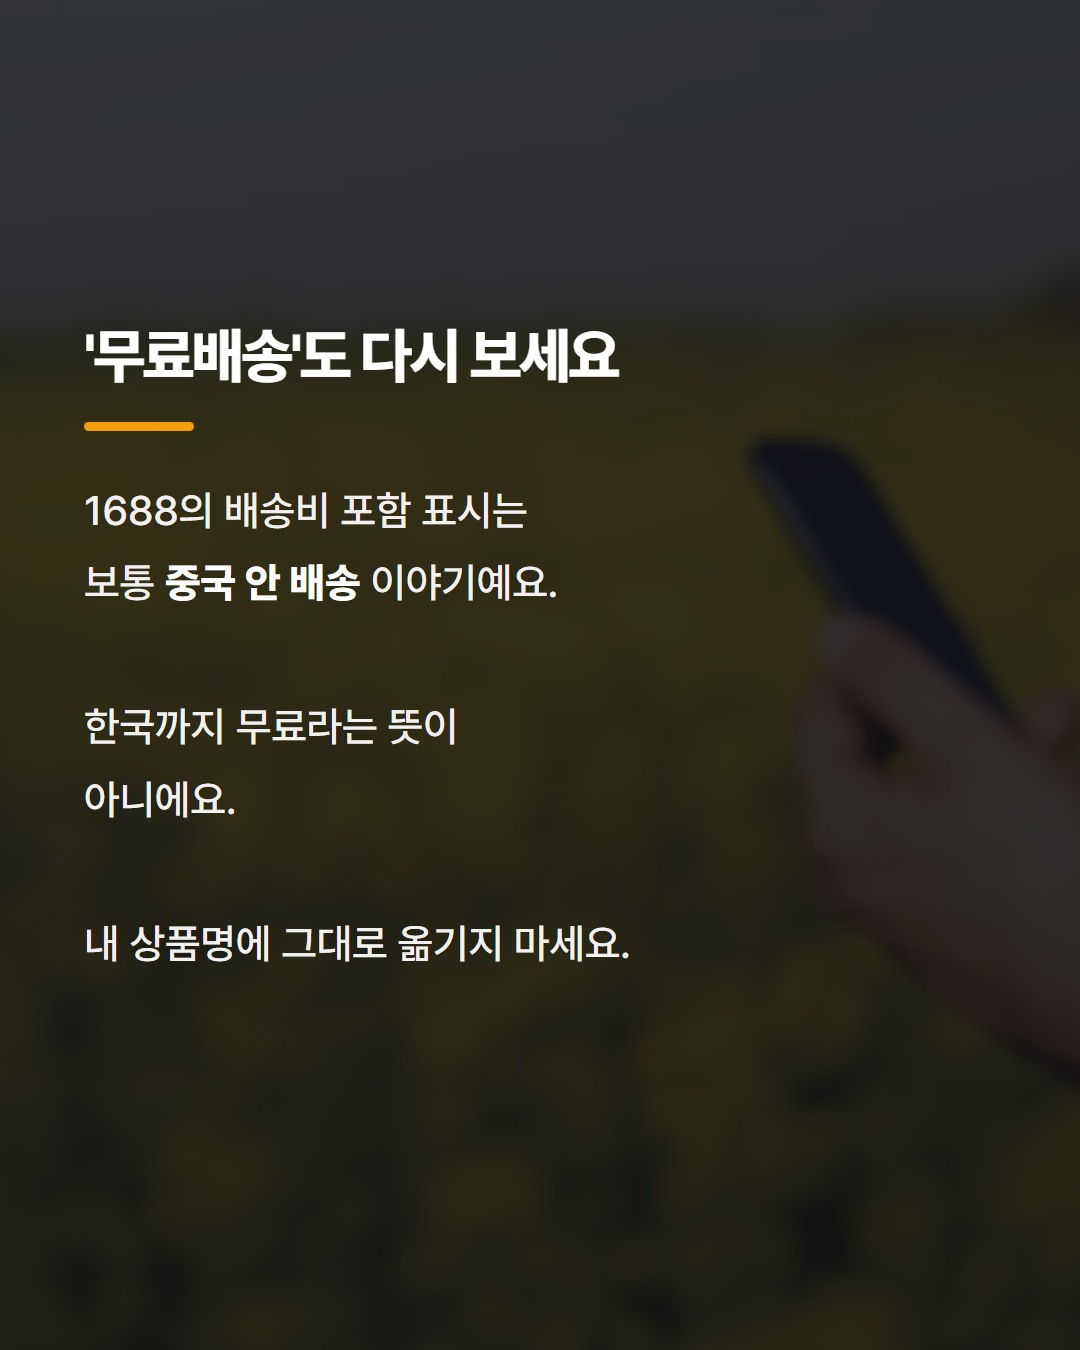 '무료배송'도 다시 보세요
1688의 배송비 포함 표시는
보통 중국 안 배송 이야기예요.
한국까지 무료라는 뜻이
아니에요.
내 상품명에 그대로 옮기지 마세요.